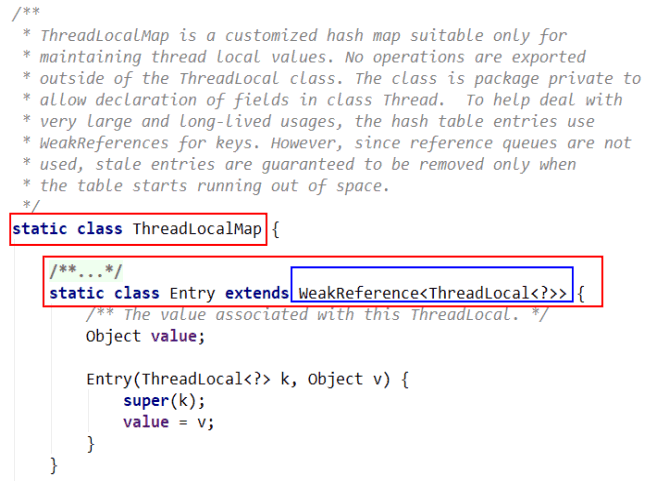 /**
 * ThreadLocalMap is a customized hash map suitable only for
 * maintaining thread local values. No operations are exported
 * outside of the ThreadLocal class. The class is package private to
 * allow declaration of fields in class Thread.  To help deal with
 * very large and long-lived usages, the hash table entries use
 * WeakReferences for keys. However, since reference queues are not
 * used, stale entries are guaranteed to be removed only when
 * the table starts running out of space.
 */
static class ThreadLocalMap {
    /**...*/
    static class Entry extends WeakReference<ThreadLocal<?>> {
        /** The value associated with this ThreadLocal. */
        Object value;
        Entry(ThreadLocal<?> k, Object v) {
            super(k);
            value = v;
        }
    }